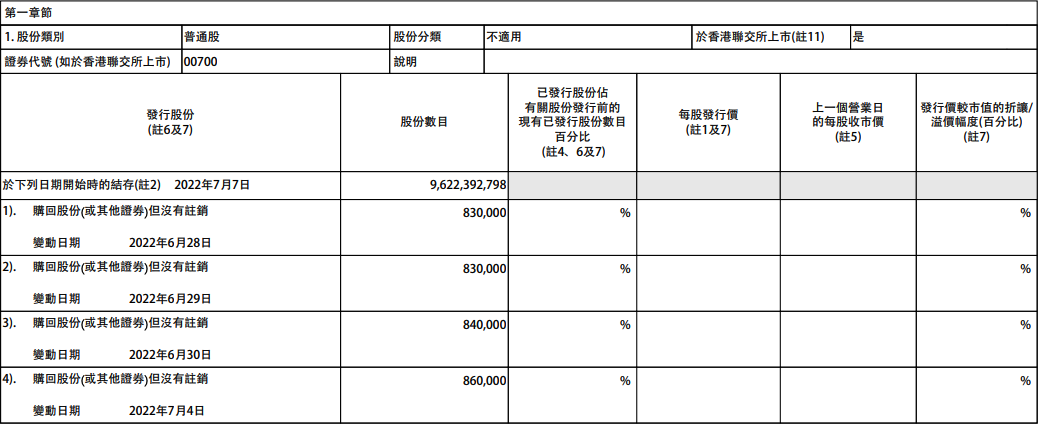 第一章節
1. 股份類別 普通股 股份分類 不適用 於香港聯交所上市(註11) 是
證券代號 (如於香港聯交所上市) 00700 說明
發行股份
(註6及7)
股份數目
已發行股份佔
有關股份發行前的
現有已發行股份數目
百分比
(註4、6及7)
每股發行價
(註1及7)
上一個營業日
的每股收市價
(註5)
發行價較市值的折讓/
溢價幅度(百分比)
(註7)
於下列日期開始時的結存(註2) 2022年7月7日 9,622,392,798
1). 購回股份(或其他證券)但沒有註銷 830,000 % %
變動日期 2022年6月28日
2). 購回股份(或其他證券)但沒有註銷 830,000 % %
變動日期 2022年6月29日
3). 購回股份(或其他證券)但沒有註銷 840,000 % %
變動日期 2022年6月30日
4). 購回股份(或其他證券)但沒有註銷 860,000 % %
變動日期 2022年7月4日